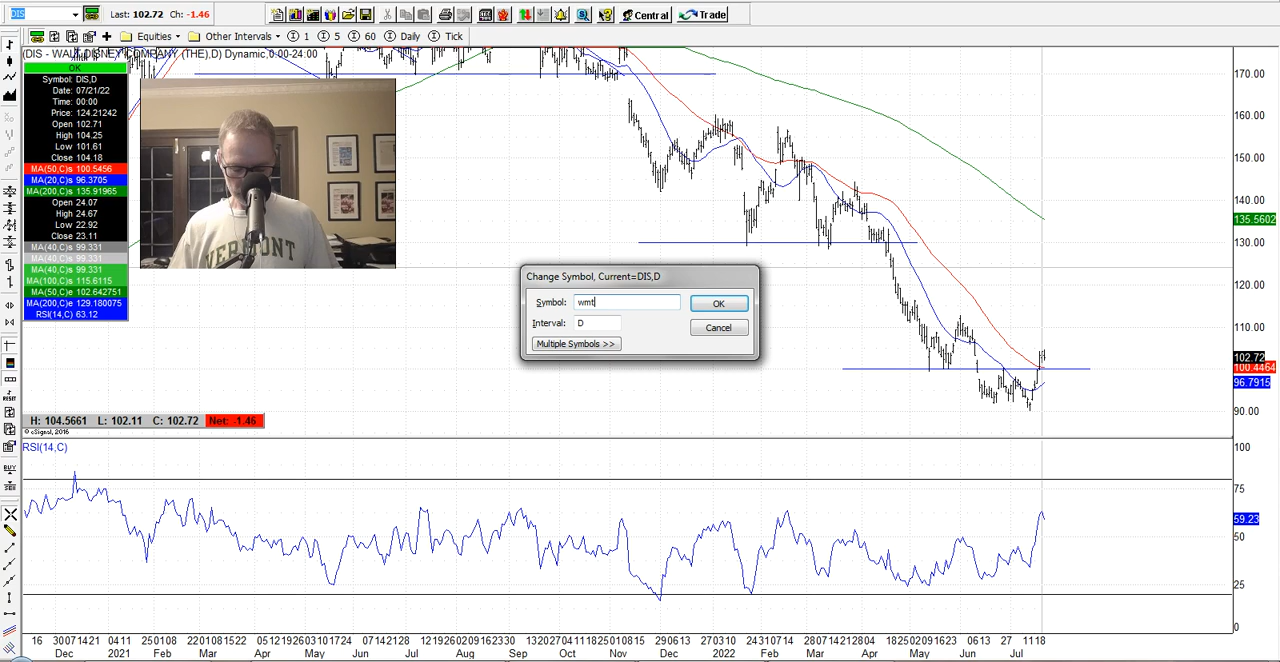 DIS
Last: 102.72 Ch: -1.46
Central
Trade
Equities
Other Intervals
1
5
60
Daily
Tick
(DIS - WALT DISNEY COMPANY (THE),D) Dynamic,0:00-24:00
OK
Symbol: DIS,D
Date: 07/21/22
Time: 00:00
Price: 124.21242
Open 102.71
High 104.25
Low 101.61
Close 104.18
MA(50,C)s 100.5456
MA(20,C)s 96.3705
MA(200,C)s 135.91965
Open 24.07
High 24.67
Low 22.92
Close 23.11
MA(40,C)s 99.331
MA(40,C)s 99.331
MA(40,C)s 99.331
MA(100,C)s 115.6115
MA(50,C)e 102.642751
MA(200,C)e 129.180075
RSI(14,C) 63.12
VERMONT
Change Symbol, Current=DIS,D
Symbol: wmt
OK
Interval: D
Cancel
Multiple Symbols >>
170.00
160.00
150.00
140.00
135.5602
130.00
120.00
110.00
102.72
100.4464
96.7915
90.00
H: 104.5661 L: 102.11 C: 102.72 Net: -1.46
© eSignal, 2016
RSI(14,C)
100
75
59.23
50
25
0
RESET
BUY
16 30 07 14 21 04 11 25 01 08 22 01 08 15 22 05 12 19 26 03 10 17 24 07 14 21 28 12 19 26 02 09 16 23 30 13 20 27 04 11 18 25 01 08 15 29 06 13 27 03 10 24 31 07 14 28 07 14 21 28 04 18 25 02 09 16 23 06 13 27 11 18
Dec 2021 Feb Mar Apr May Jun Jul Aug Sep Oct Nov Dec 2022 Feb Mar Apr May Jun Jul